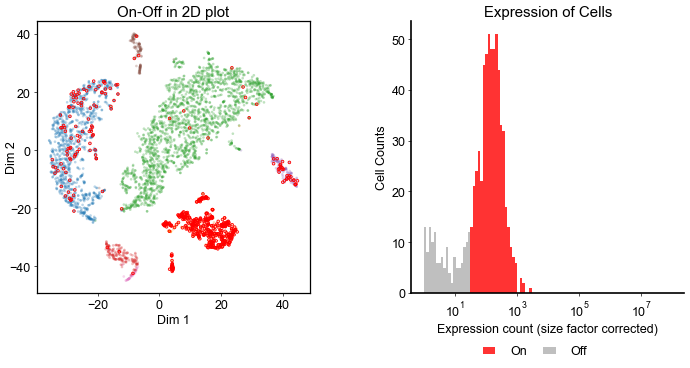 On-Off in 2D plot
40
20
0
−20
−40
Dim 2
−20
0
20
40
Dim 1
Expression of Cells
50
40
30
20
10
0
Cell Counts
10^1
10^3
10^5
10^7
Expression count (size factor corrected)
On
Off